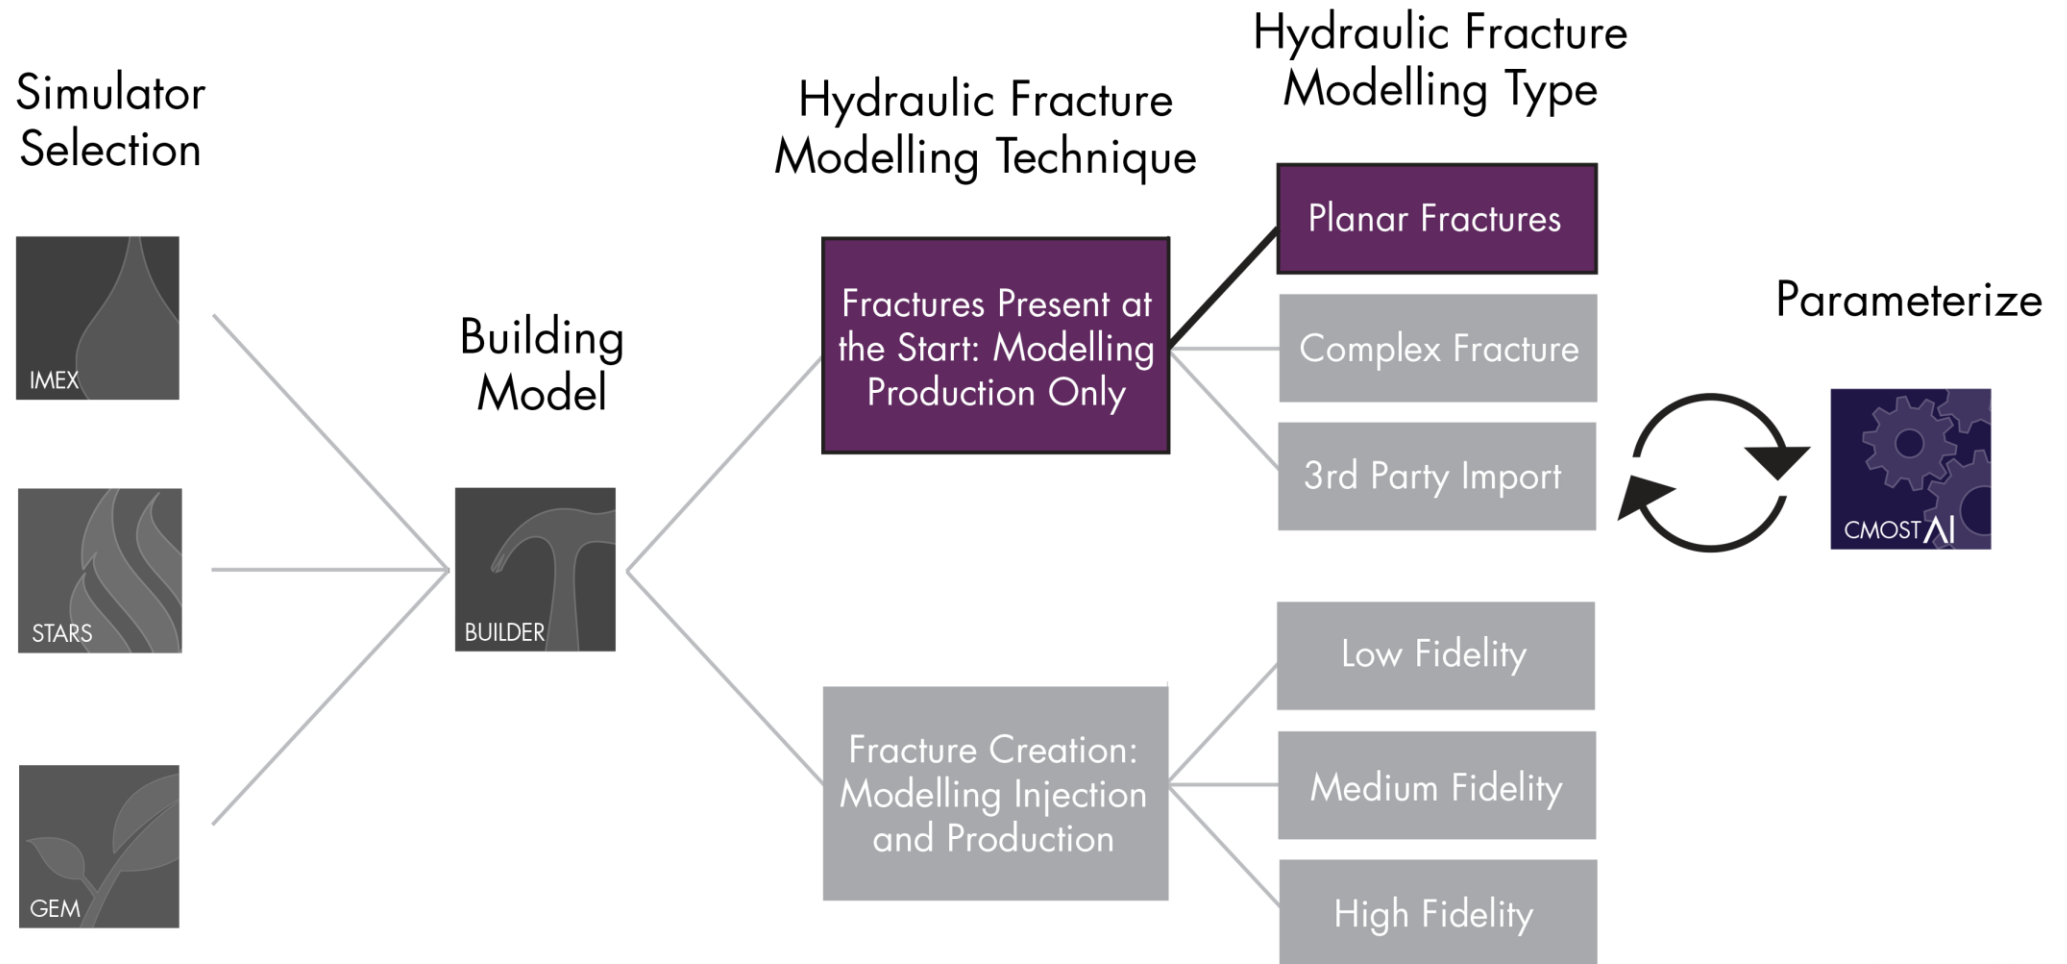 Simulator
Selection
IMEX
STARS
GEM
Building
Model
BUILDER
Hydraulic Fracture
Modelling Technique
Fractures Present at
the Start: Modelling
Production Only
Fracture Creation:
Modelling Injection
and Production
Hydraulic Fracture
Modelling Type
Planar Fractures
Complex Fracture
3rd Party Import
Low Fidelity
Medium Fidelity
High Fidelity
Parameterize
CMOST AI